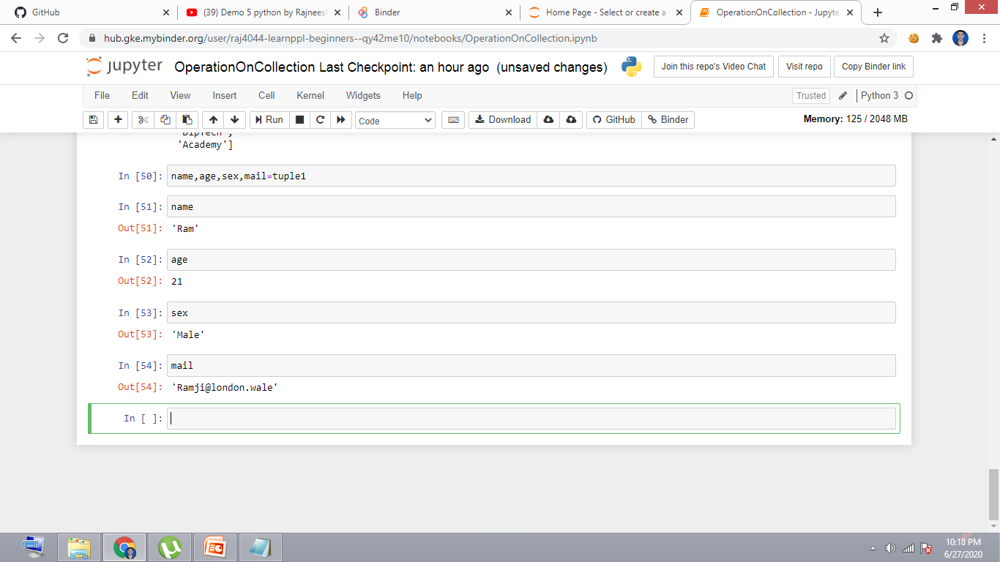 GitHub
(39) Demo 5 python by Rajnees
Binder
Home Page - Select or create a
OperationOnCollection - Jupyte
hub.gke.mybinder.org/user/raj4044-learnppl-beginners--qy42me10/notebooks/OperationOnCollection.ipynb
jupyter OperationOnCollection Last Checkpoint: an hour ago (unsaved changes)
Join this repo's Video Chat Visit repo Copy Binder link
File Edit View Insert Cell Kernel Widgets Help
Trusted Python 3
Run Code Download GitHub Binder
Memory: 125 / 2048 MB
'DipTech',
'Academy']
In [50]: name,age,sex,mail=tuple1
In [51]: name
Out[51]: 'Ram'
In [52]: age
Out[52]: 21
In [53]: sex
Out[53]: 'Male'
In [54]: mail
Out[54]: 'Ramji@london.wale'
In [ ]:
10:18 PM
6/27/2020